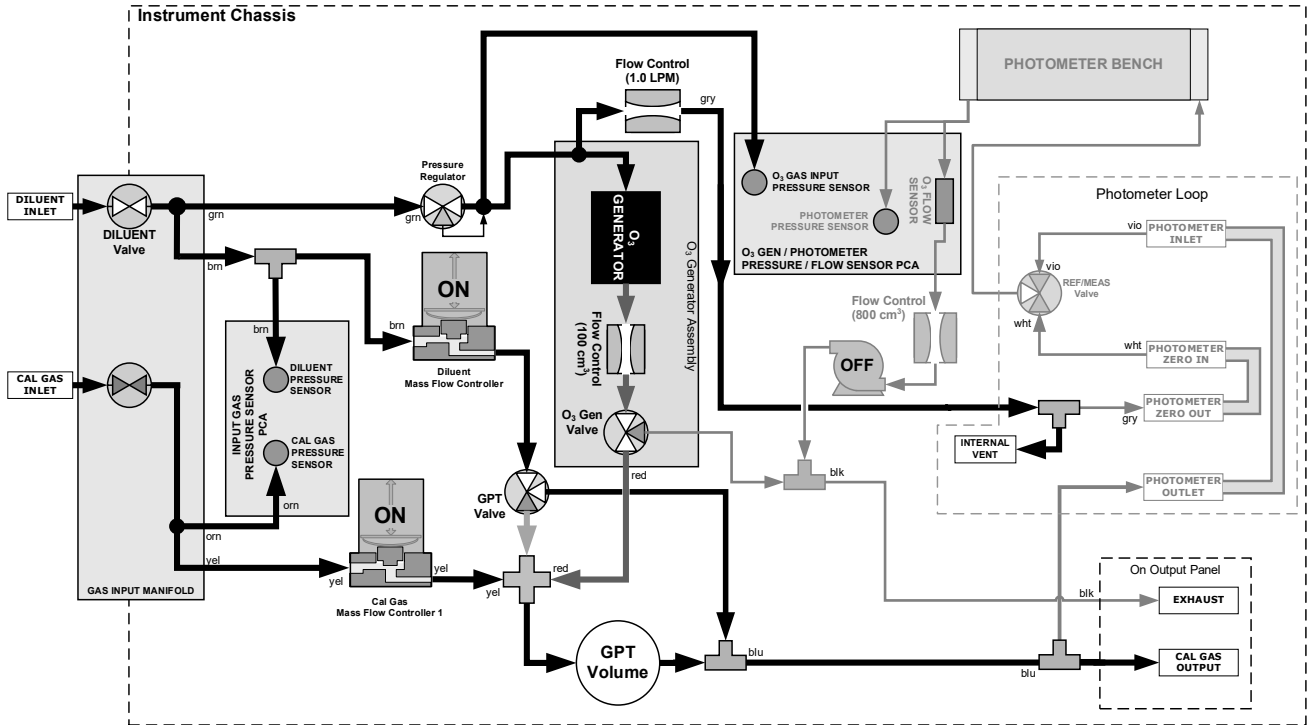 Instrument Chassis
Flow Control
(1.0 LPM)
gry
PHOTOMETER BENCH
Pressure
Regulator
O₃ GAS INPUT
PRESSURE SENSOR
O₃ FLOW
SENSOR
PHOTOMETER
PRESSURE SENSOR
O₃ GEN / PHOTOMETER
PRESSURE / FLOW SENSOR PCA
Photometer Loop
DILUENT
INLET
DILUENT
Valve
grn
grn
O₃
GENERATOR
O₃ Generator Assembly
vio
PHOTOMETER
INLET
vio
REF/MEAS
Valve
wht
wht
PHOTOMETER
ZERO IN
brn
ON
brn
brn
Diluent
Mass Flow Controller
Flow Control
(100 cm³)
Flow Control
(800 cm³)
OFF
CAL GAS
INLET
DILUENT
PRESSURE
SENSOR
INPUT GAS
PRESSURE SENSOR
PCA
CAL GAS
PRESSURE
SENSOR
O₃ Gen
Valve
PHOTOMETER
ZERO OUT
gry
INTERNAL
VENT
red
blk
PHOTOMETER
OUTLET
GPT
Valve
orn
orn
ON
yel
yel
yel
yel
red
GAS INPUT MANIFOLD
Cal Gas
Mass Flow Controller 1
On Output Panel
blk
EXHAUST
GPT
Volume
blu
blu
CAL GAS
OUTPUT